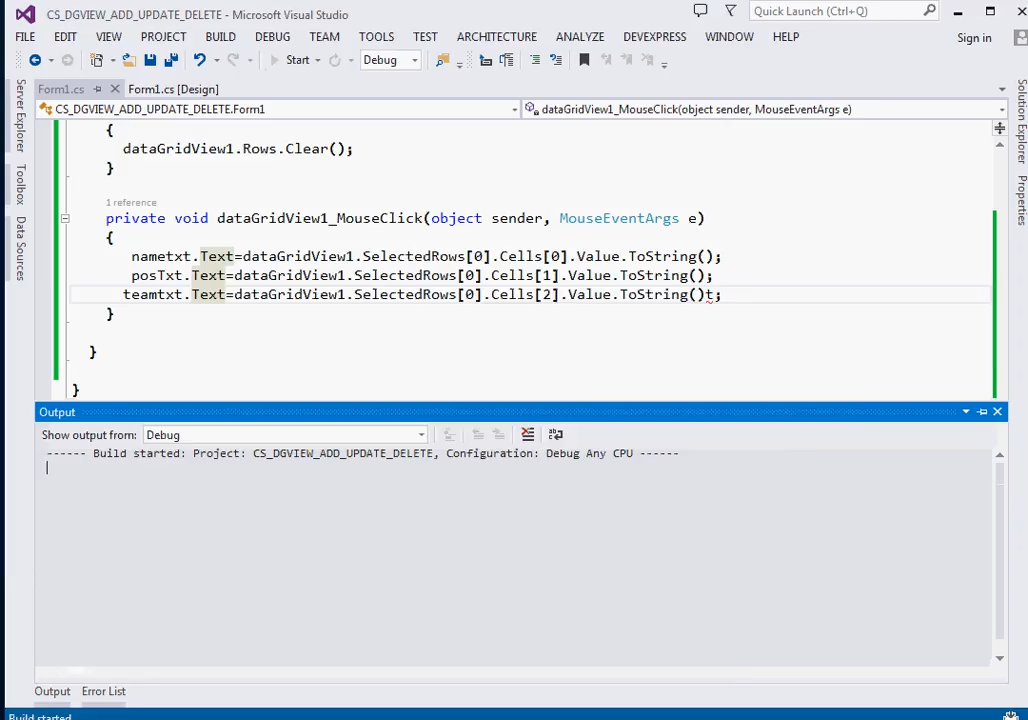 CS_DGVIEW_ADD_UPDATE_DELETE - Microsoft Visual Studio
Quick Launch (Ctrl+Q)
FILE EDIT VIEW PROJECT BUILD DEBUG TEAM TOOLS TEST ARCHITECTURE ANALYZE DEVEXPRESS WINDOW HELP
Sign in
Start Debug
Form1.cs Form1.cs [Design]
CS_DGVIEW_ADD_UPDATE_DELETE.Form1 dataGridView1_MouseClick(object sender, MouseEventArgs e)
Server Explorer
Toolbox
Data Sources
{
dataGridView1.Rows.Clear();
}
1 reference
private void dataGridView1_MouseClick(object sender, MouseEventArgs e)
{
nametxt.Text=dataGridView1.SelectedRows[0].Cells[0].Value.ToString();
posTxt.Text=dataGridView1.SelectedRows[0].Cells[1].Value.ToString();
teamtxt.Text=dataGridView1.SelectedRows[0].Cells[2].Value.ToString()t;
}
}
}
Solution Explorer
Properties
Output
Show output from: Debug
------ Build started: Project: CS_DGVIEW_ADD_UPDATE_DELETE, Configuration: Debug Any CPU ------
Output Error List
Build started